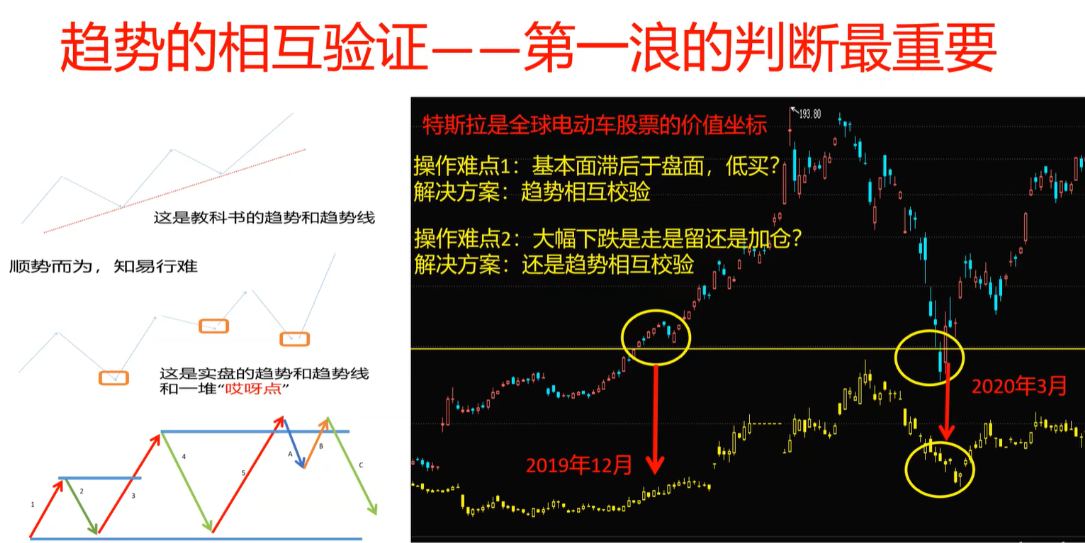 趋势的相互验证——第一浪的判断最重要
这是教科书的趋势和趋势线
顺势而为，知易行难
这是实盘的趋势和趋势线
和一堆“哎呀点”
1
2
3
4
5
A
B
C
193.80
特斯拉是全球电动车股票的价值坐标
操作难点1：基本面滞后于盘面，低买？
解决方案：趋势相互校验
操作难点2：大幅下跌是走是留还是加仓？
解决方案：还是趋势相互校验
2019年12月
2020年3月